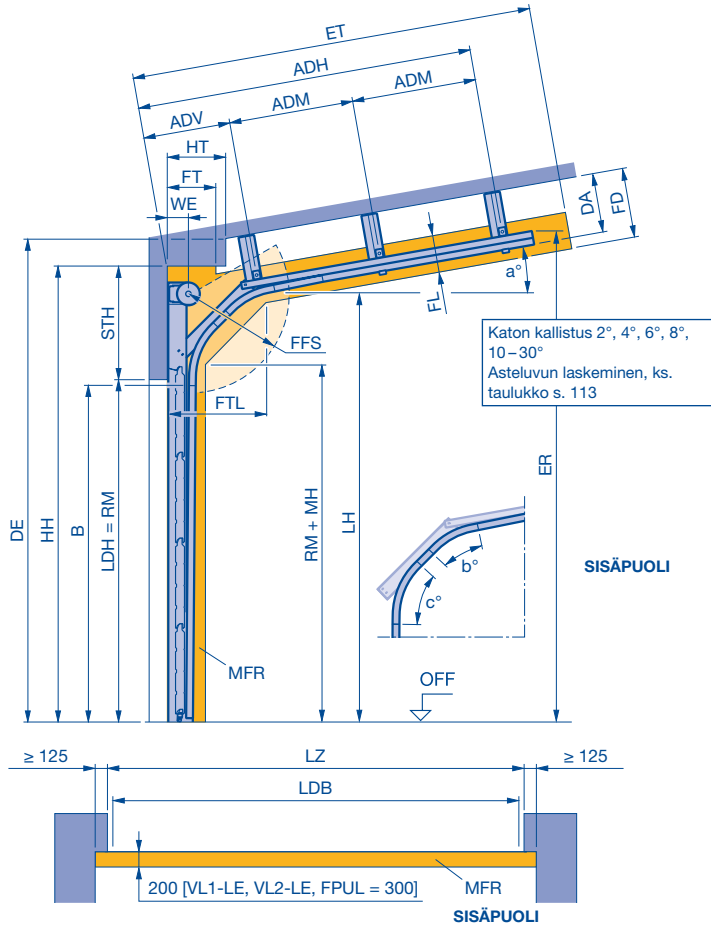 ET
ADH
ADM
ADM
ADV
HT
FT
WE
DA
FD
a°
FL
STH
FFS
FTL
Katon kallistus 2°, 4°, 6°, 8°,
10–30°
Asteluvun laskeminen, ks.
taulukko s. 113
DE
HH
B
LDH = RM
RM + MH
LH
ER
b°
c°
SISÄPUOLI
MFR
OFF
≥ 125
LZ
≥ 125
LDB
200 [VL1-LE, VL2-LE, FPUL = 300]
MFR
SISÄPUOLI